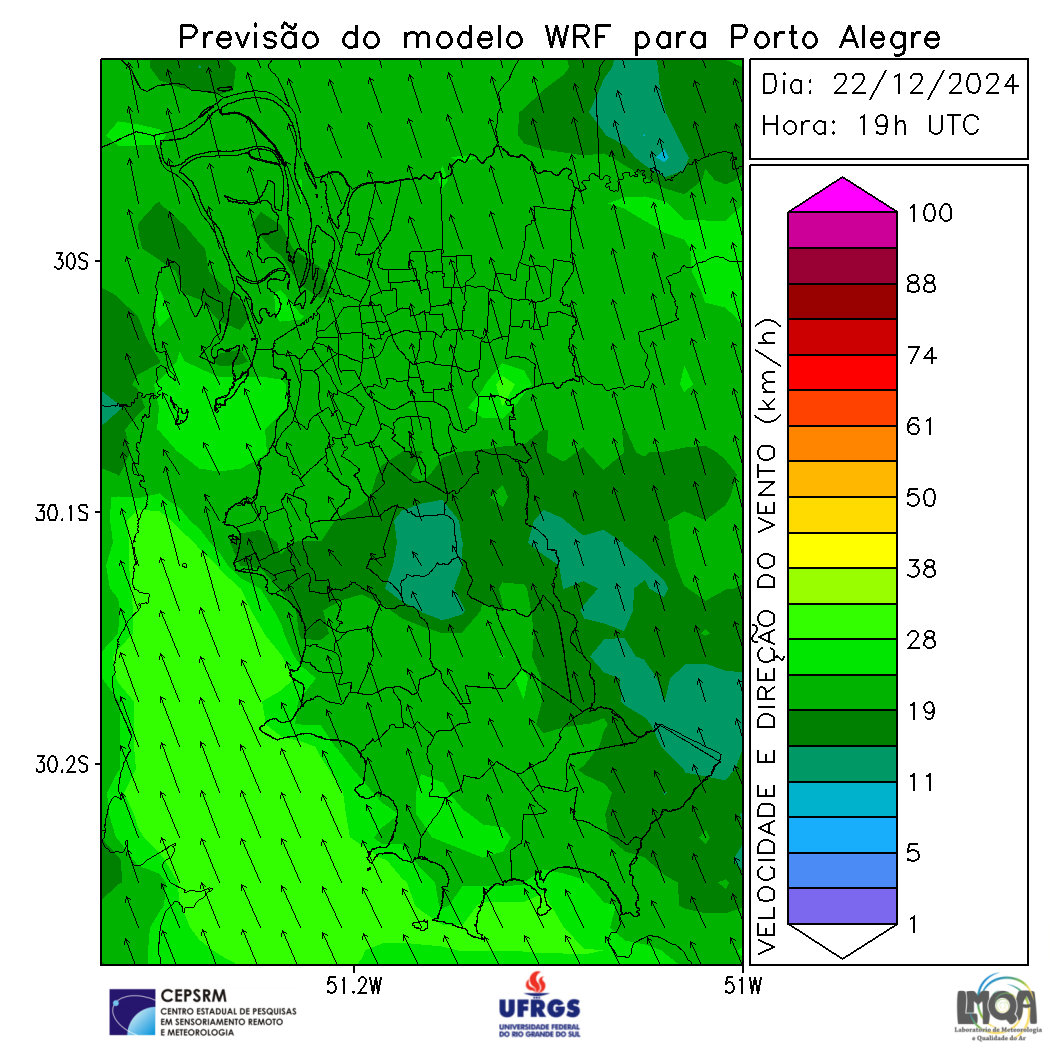 Previsão do modelo WRF para Porto Alegre
Dia: 22/12/2024
Hora: 19h UTC
30S
30.1S
30.2S
51.2W
51W
VELOCIDADE E DIREÇÃO DO VENTO (km/h)
100
88
74
61
50
38
28
19
11
5
1
CEPSRM
CENTRO ESTADUAL DE PESQUISAS
EM SENSORIAMENTO REMOTO
E METEOROLOGIA
UFRGS
UNIVERSIDADE FEDERAL
DO RIO GRANDE DO SUL
LMQA
Laboratório de Meteorologia
e Qualidade do Ar